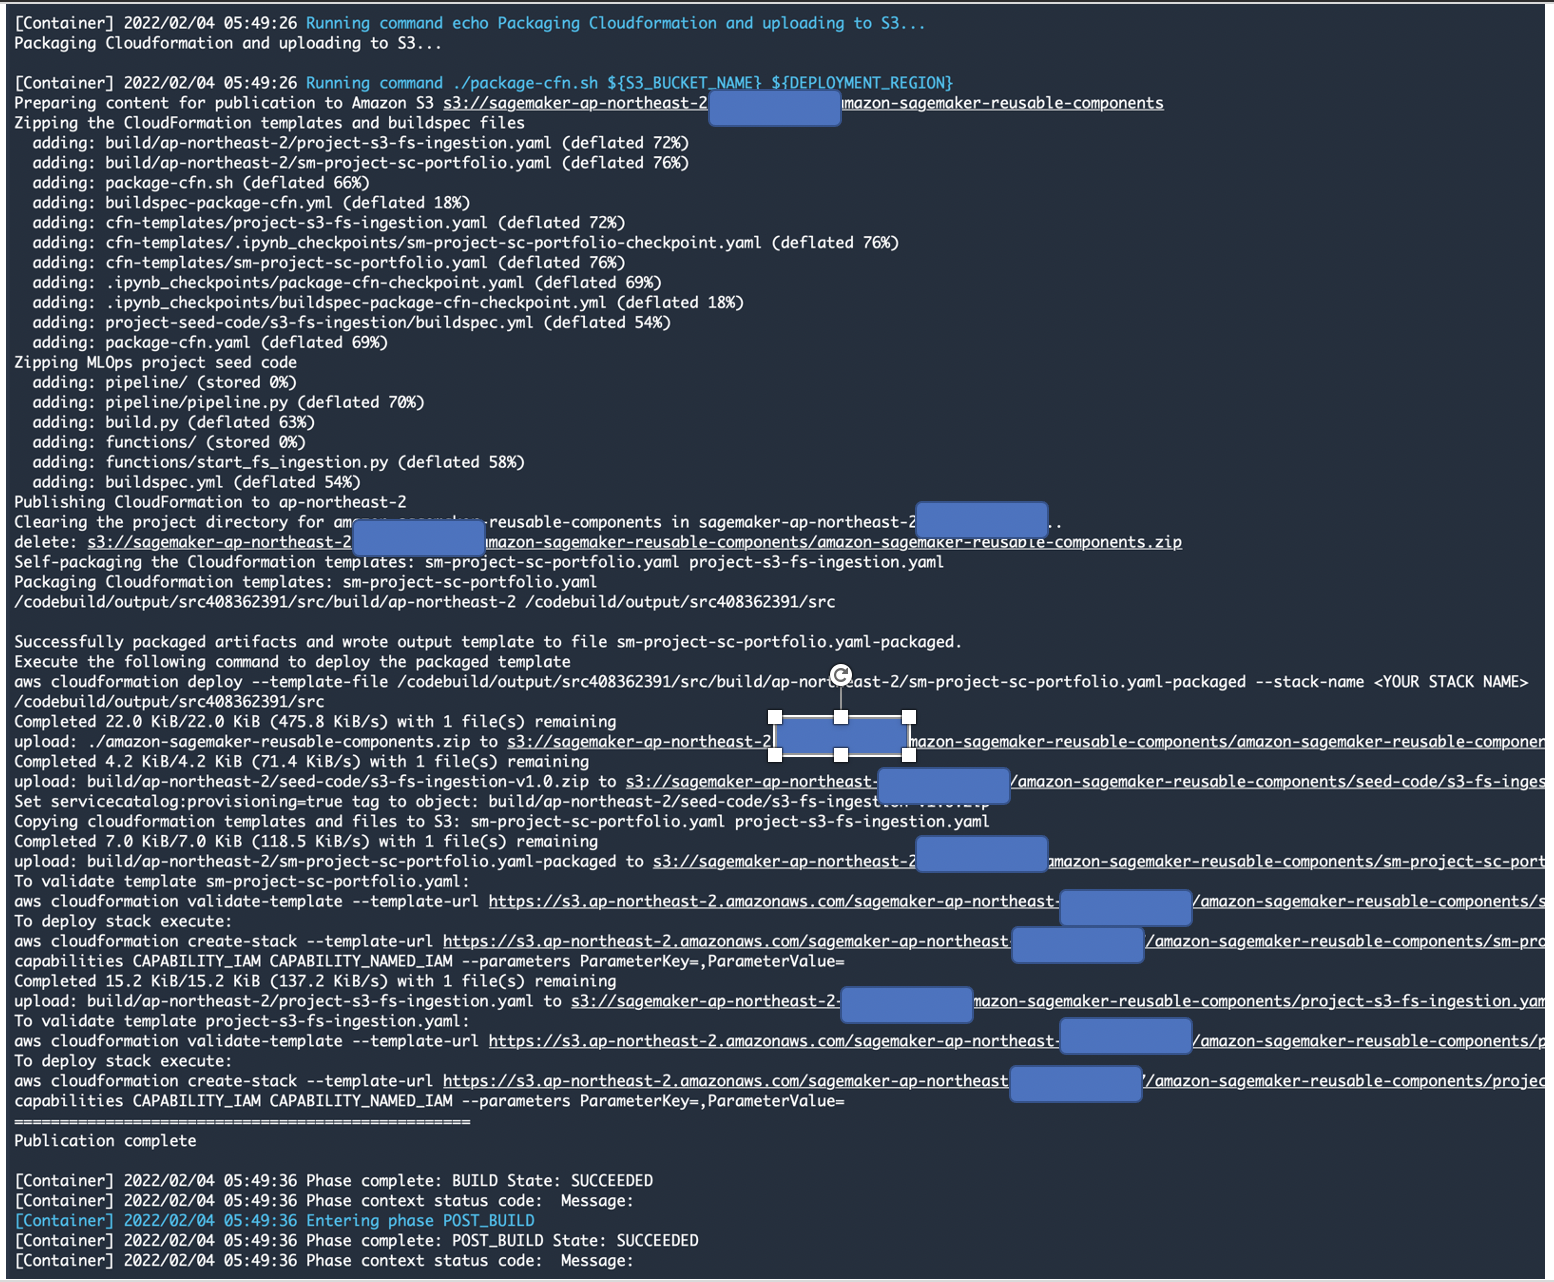 [Container] 2022/02/04 05:49:26 Running command echo Packaging Cloudformation and uploading to S3...
Packaging Cloudformation and uploading to S3...
[Container] 2022/02/04 05:49:26 Running command ./package-cfn.sh ${S3_BUCKET_NAME} ${DEPLOYMENT_REGION}
Preparing content for publication to Amazon S3 s3://sagemaker-ap-northeast-2 mazon-sagemaker-reusable-components
Zipping the CloudFormation templates and buildspec files
  adding: build/ap-northeast-2/project-s3-fs-ingestion.yaml (deflated 72%)
  adding: build/ap-northeast-2/sm-project-sc-portfolio.yaml (deflated 76%)
  adding: package-cfn.sh (deflated 66%)
  adding: buildspec-package-cfn.yml (deflated 18%)
  adding: cfn-templates/project-s3-fs-ingestion.yaml (deflated 72%)
  adding: cfn-templates/.ipynb_checkpoints/sm-project-sc-portfolio-checkpoint.yaml (deflated 76%)
  adding: cfn-templates/sm-project-sc-portfolio.yaml (deflated 76%)
  adding: .ipynb_checkpoints/package-cfn-checkpoint.yaml (deflated 69%)
  adding: .ipynb_checkpoints/buildspec-package-cfn-checkpoint.yml (deflated 18%)
  adding: project-seed-code/s3-fs-ingestion/buildspec.yml (deflated 54%)
  adding: package-cfn.yaml (deflated 69%)
Zipping MLOps project seed code
  adding: pipeline/ (stored 0%)
  adding: pipeline/pipeline.py (deflated 70%)
  adding: build.py (deflated 63%)
  adding: functions/ (stored 0%)
  adding: functions/start_fs_ingestion.py (deflated 58%)
  adding: buildspec.yml (deflated 54%)
Publishing CloudFormation to ap-northeast-2
Clearing the project directory for amazon-sagemaker-reusable-components in sagemaker-ap-northeast-2 ..
delete: s3://sagemaker-ap-northeast-2 mazon-sagemaker-reusable-components/amazon-sagemaker-reusable-components.zip
Self-packaging the Cloudformation templates: sm-project-sc-portfolio.yaml project-s3-fs-ingestion.yaml
Packaging Cloudformation templates: sm-project-sc-portfolio.yaml
/codebuild/output/src408362391/src/build/ap-northeast-2 /codebuild/output/src408362391/src
Successfully packaged artifacts and wrote output template to file sm-project-sc-portfolio.yaml-packaged.
Execute the following command to deploy the packaged template
aws cloudformation deploy --template-file /codebuild/output/src408362391/src/build/ap-northeast-2/sm-project-sc-portfolio.yaml-packaged --stack-name <YOUR STACK NAME>
/codebuild/output/src408362391/src
Completed 22.0 KiB/22.0 KiB (475.8 KiB/s) with 1 file(s) remaining
upload: ./amazon-sagemaker-reusable-components.zip to s3://sagemaker-ap-northeast-2 mazon-sagemaker-reusable-components/amazon-sagemaker-reusable-componen
Completed 4.2 KiB/4.2 KiB (71.4 KiB/s) with 1 file(s) remaining
upload: build/ap-northeast-2/seed-code/s3-fs-ingestion-v1.0.zip to s3://sagemaker-ap-northeast- /amazon-sagemaker-reusable-components/seed-code/s3-fs-inges
Set servicecatalog:provisioning=true tag to object: build/ap-northeast-2/seed-code/s3-fs-ingestion-v1.0.zip
Copying cloudformation templates and files to S3: sm-project-sc-portfolio.yaml project-s3-fs-ingestion.yaml
Completed 7.0 KiB/7.0 KiB (118.5 KiB/s) with 1 file(s) remaining
upload: build/ap-northeast-2/sm-project-sc-portfolio.yaml-packaged to s3://sagemaker-ap-northeast-2 amazon-sagemaker-reusable-components/sm-project-sc-port
To validate template sm-project-sc-portfolio.yaml:
aws cloudformation validate-template --template-url https://s3.ap-northeast-2.amazonaws.com/sagemaker-ap-northeast- /amazon-sagemaker-reusable-components/s
To deploy stack execute:
aws cloudformation create-stack --template-url https://s3.ap-northeast-2.amazonaws.com/sagemaker-ap-northeast /amazon-sagemaker-reusable-components/sm-pro
capabilities CAPABILITY_IAM CAPABILITY_NAMED_IAM --parameters ParameterKey=,ParameterValue=
Completed 15.2 KiB/15.2 KiB (137.2 KiB/s) with 1 file(s) remaining
upload: build/ap-northeast-2/project-s3-fs-ingestion.yaml to s3://sagemaker-ap-northeast-2- mazon-sagemaker-reusable-components/project-s3-fs-ingestion.yam
To validate template project-s3-fs-ingestion.yaml:
aws cloudformation validate-template --template-url https://s3.ap-northeast-2.amazonaws.com/sagemaker-ap-northeast- /amazon-sagemaker-reusable-components/p
To deploy stack execute:
aws cloudformation create-stack --template-url https://s3.ap-northeast-2.amazonaws.com/sagemaker-ap-northeast /amazon-sagemaker-reusable-components/projec
capabilities CAPABILITY_IAM CAPABILITY_NAMED_IAM --parameters ParameterKey=,ParameterValue=
==================================================
Publication complete
[Container] 2022/02/04 05:49:36 Phase complete: BUILD State: SUCCEEDED
[Container] 2022/02/04 05:49:36 Phase context status code:  Message:
[Container] 2022/02/04 05:49:36 Entering phase POST_BUILD
[Container] 2022/02/04 05:49:36 Phase complete: POST_BUILD State: SUCCEEDED
[Container] 2022/02/04 05:49:36 Phase context status code:  Message: